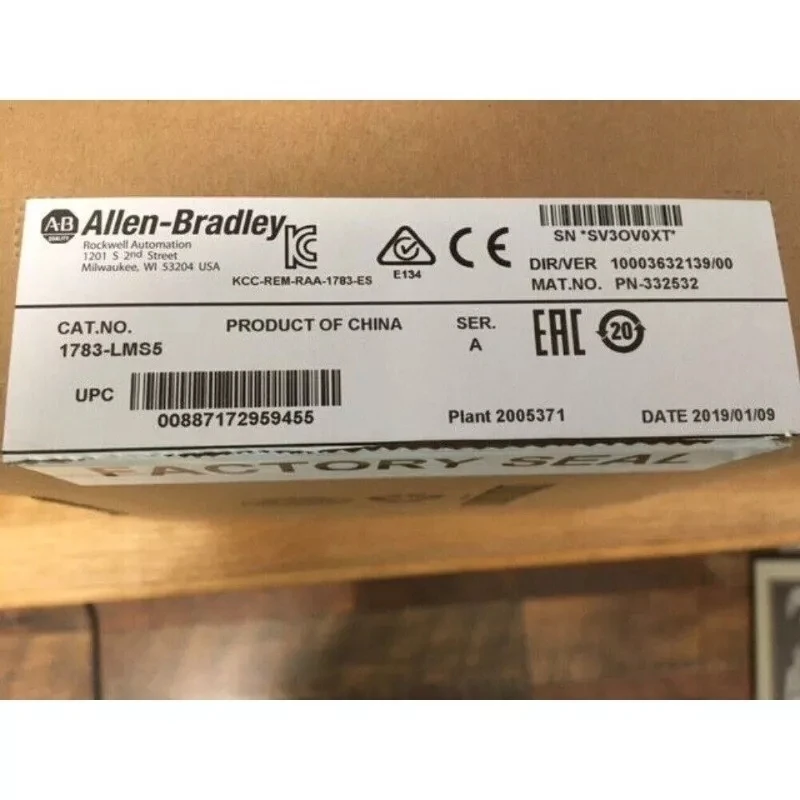 A-B
QUALITY
Allen-Bradley
Rockwell Automation
1201 S 2nd Street
Milwaukee, WI 53204 USA
KCC-REM-RAA-1783-ES
E134
CE
SN *SV3OV0XT*
DIR/VER 10003632139/00
MAT.NO. PN-332532
CAT.NO.
1783-LMS5
PRODUCT OF CHINA
SER.
A
EAC
20
UPC
00887172959455
Plant 2005371
DATE 2019/01/09
FACTORY SEAL